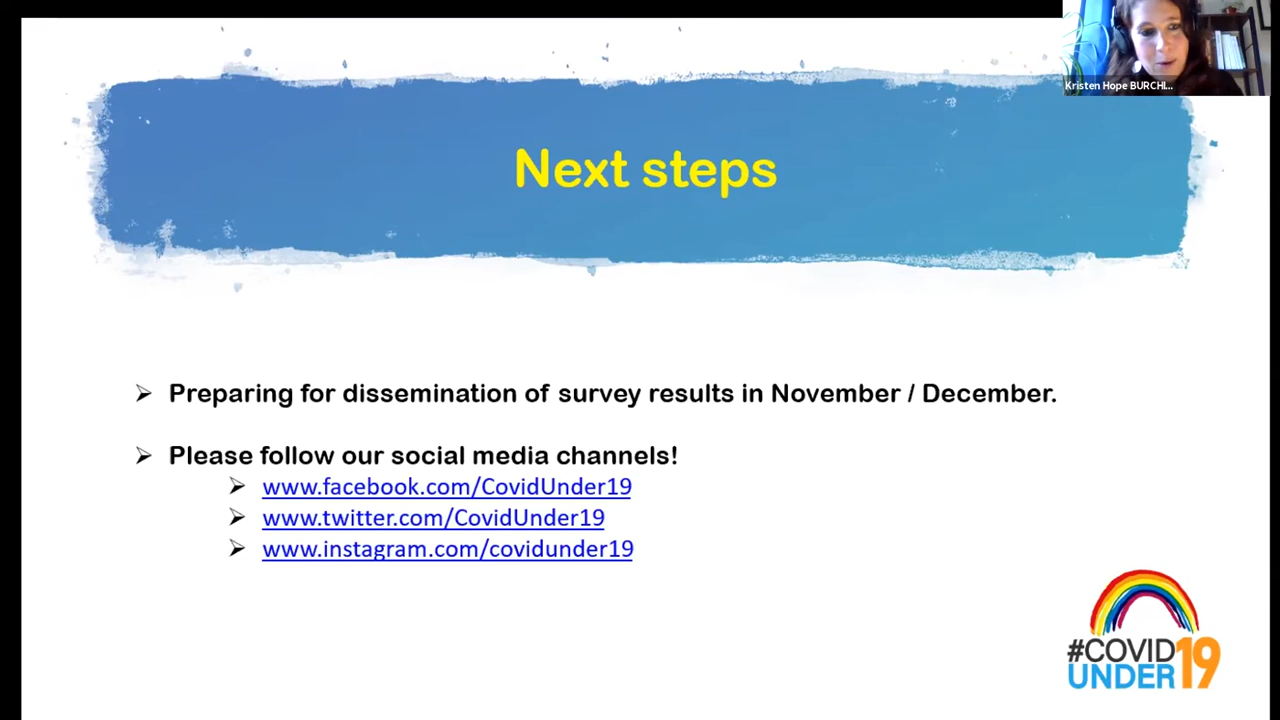 Kristen Hope BURCHI...
Next steps
Preparing for dissemination of survey results in November / December.
Please follow our social media channels!
www.facebook.com/CovidUnder19
www.twitter.com/CovidUnder19
www.instagram.com/covidunder19
#COVID
UNDER19